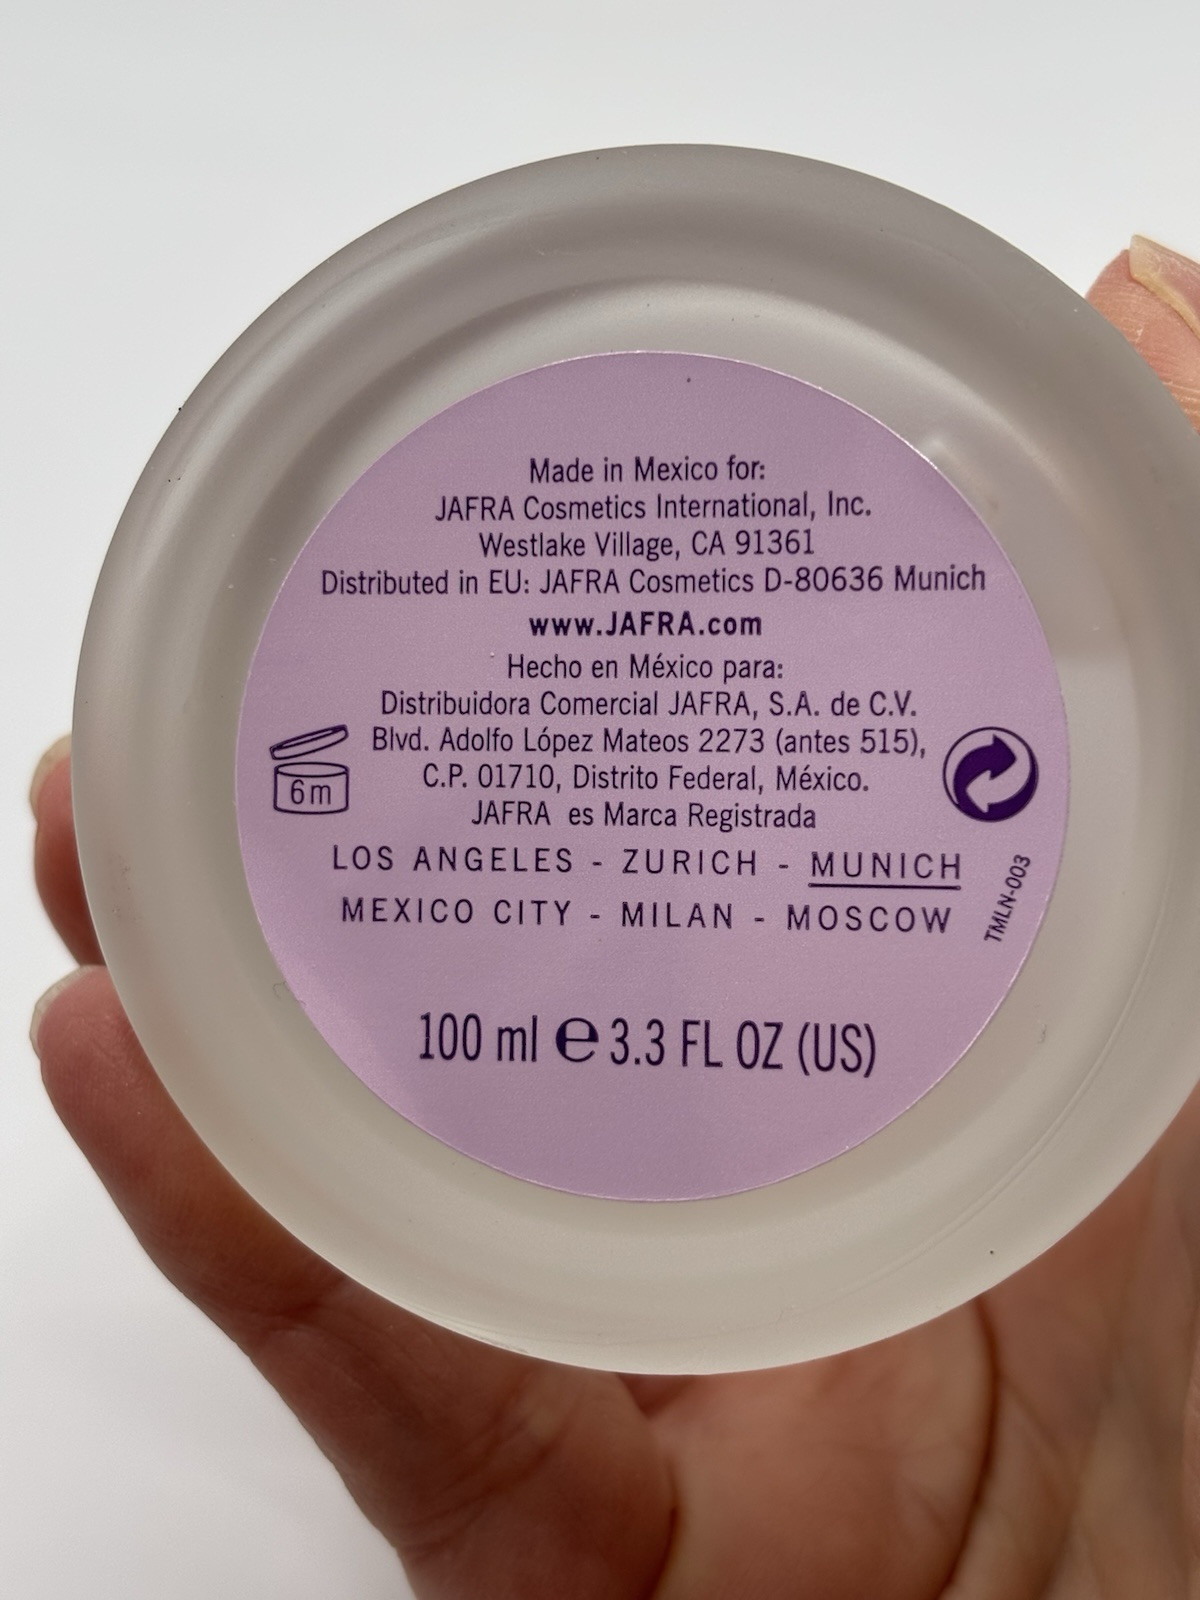 Made in Mexico for:
JAFRA Cosmetics International, Inc.
Westlake Village, CA 91361
Distributed in EU: JAFRA Cosmetics D-80636 Munich
www.JAFRA.com
Hecho en México para:
Distribuidora Comercial JAFRA, S.A. de C.V.
Blvd. Adolfo López Mateos 2273 (antes 515),
C.P. 01710, Distrito Federal, México.
JAFRA es Marca Registrada
6m
LOS ANGELES - ZURICH - MUNICH
MEXICO CITY - MILAN - MOSCOW
TMLN-003
100 ml ℮ 3.3 FL OZ (US)